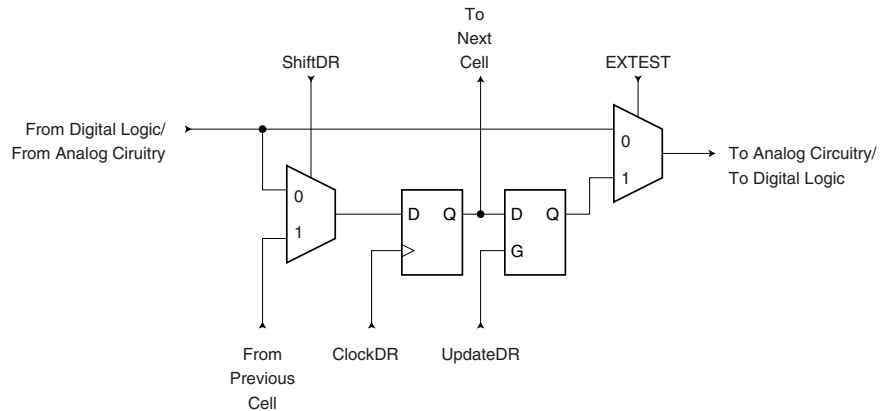 To
Next
Cell
ShiftDR
EXTEST
From Digital Logic/
From Analog Ciruitry
0
1
To Analog Circuitry/
To Digital Logic
0
1
D Q
D Q
G
From
Previous
Cell
ClockDR
UpdateDR